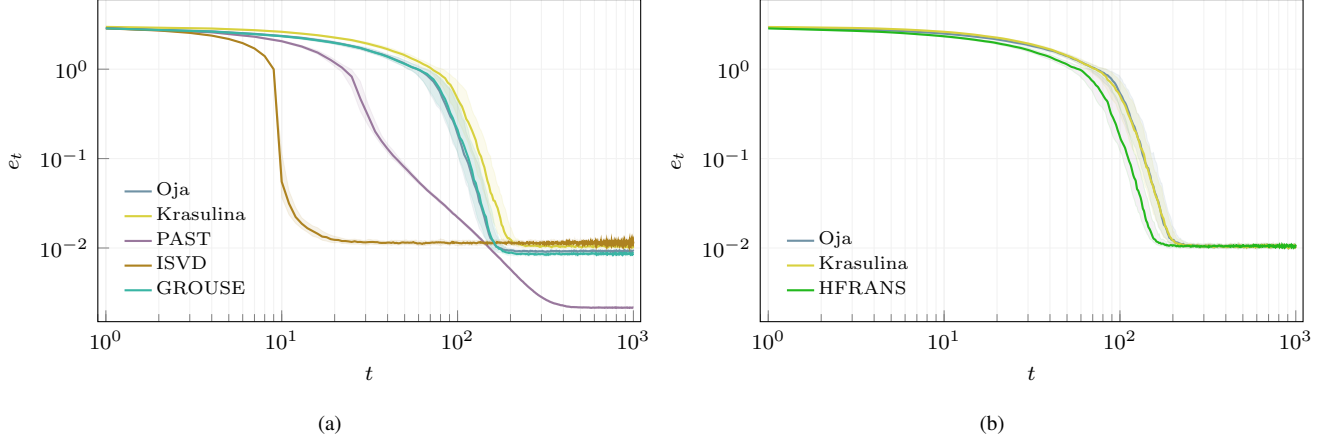 10^0
10^{-1}
10^{-2}
e_t
Oja
Krasulina
PAST
ISVD
GROUSE
10^0 10^1 10^2 10^3
t
(a)
10^0
10^{-1}
10^{-2}
e_t
Oja
Krasulina
HFRANS
10^0 10^1 10^2 10^3
t
(b)